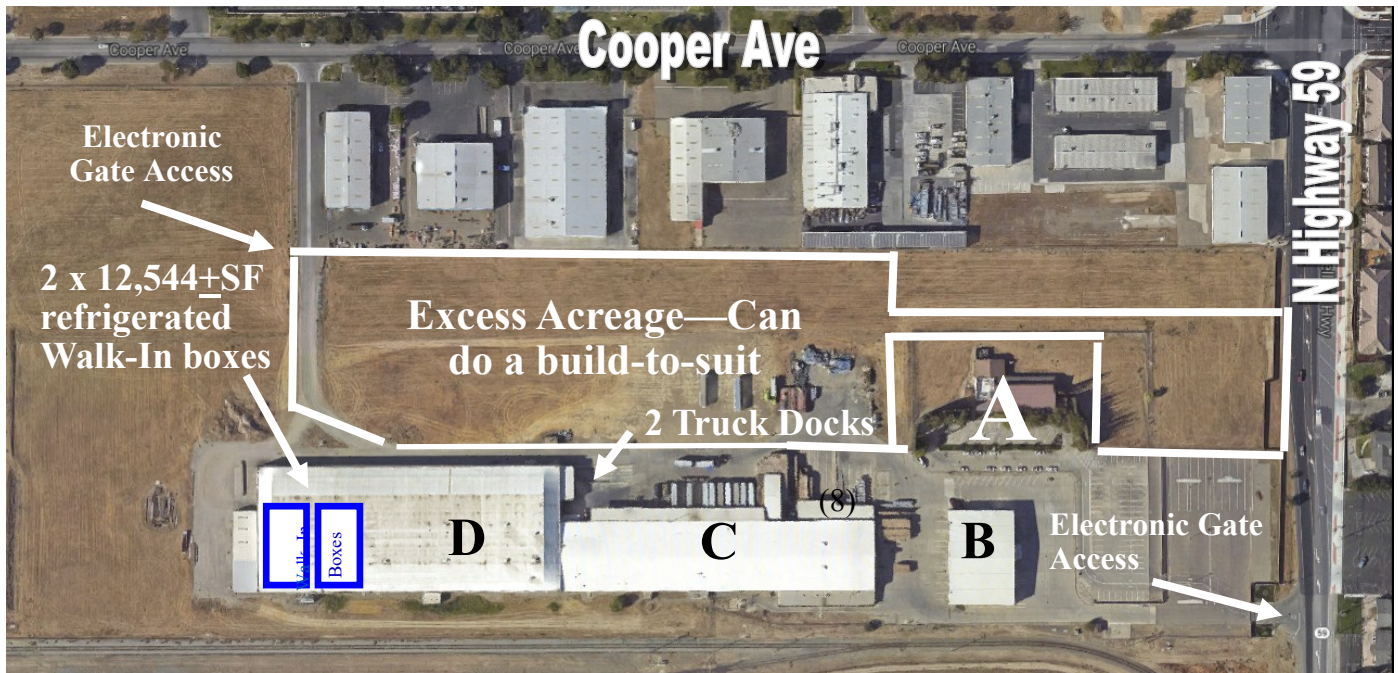 Cooper Ave
Cooper Ave
Cooper Ave
Cooper Ave
N Highway 59
Electronic
Gate Access
2 x 12,544+SF
refrigerated
Walk-In boxes
Excess Acreage—Can
do a build-to-suit
2 Truck Docks
A
(8)
D
C
B
Walk-In
Boxes
Electronic Gate
Access
Hwy
59